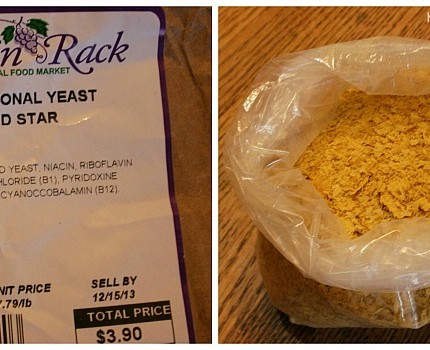 in Rack
AL FOOD MARKET
ONAL YEAST
D STAR
D YEAST, NIACIN, RIBOFLAVIN
HLORIDE (B1), PYRIDOXINE
CYANOCCOBALAMIN (B12).
NIT PRICE
7.79/lb
SELL BY
12/15/13
TOTAL PRICE
$3.90